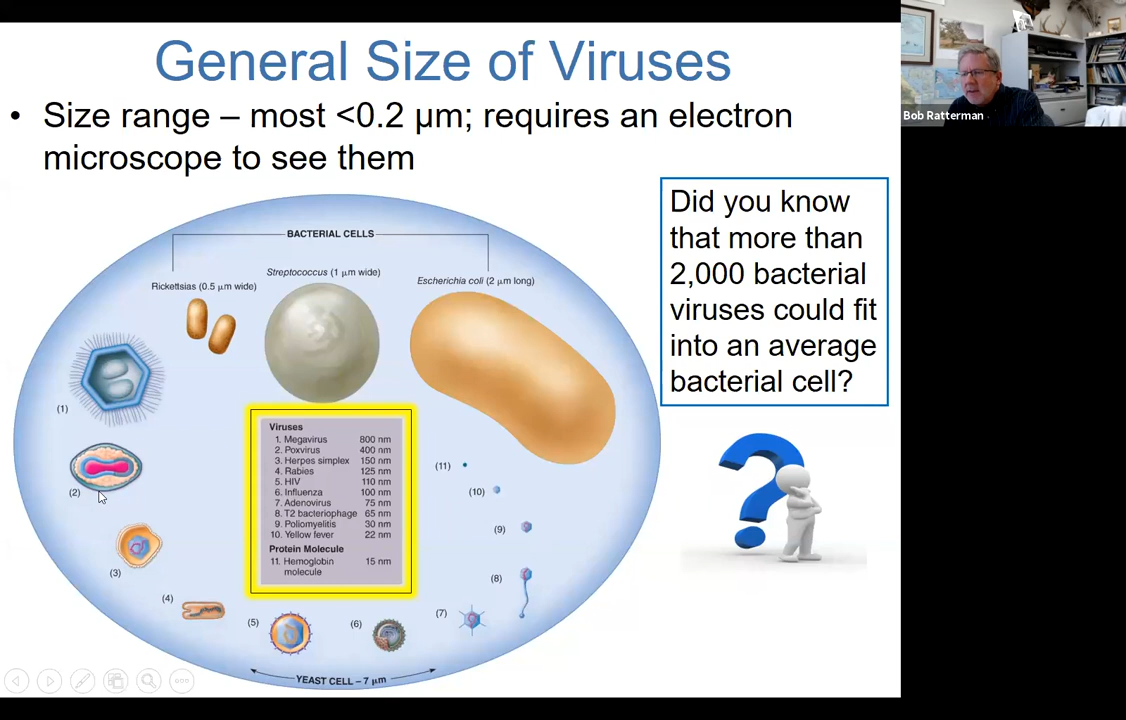 General Size of Viruses
• Size range – most <0.2 μm; requires an electron
microscope to see them
Bob Ratterman
Did you know
that more than
2,000 bacterial
viruses could fit
into an average
bacterial cell?
BACTERIAL CELLS
Rickettsias (0.5 μm wide)
Streptococcus (1 μm wide)
Escherichia coli (2 μm long)
(1)
(2)
(3)
(4)
(5)
(6)
(7)
(8)
(9)
(10)
(11)
Viruses
1. Megavirus 800 nm
2. Poxvirus 400 nm
3. Herpes simplex 150 nm
4. Rabies 125 nm
5. HIV 110 nm
6. Influenza 100 nm
7. Adenovirus 75 nm
8. T2 bacteriophage 65 nm
9. Poliomyelitis 30 nm
10. Yellow fever 22 nm
Protein Molecule
11. Hemoglobin 15 nm
molecule
YEAST CELL – 7 μm